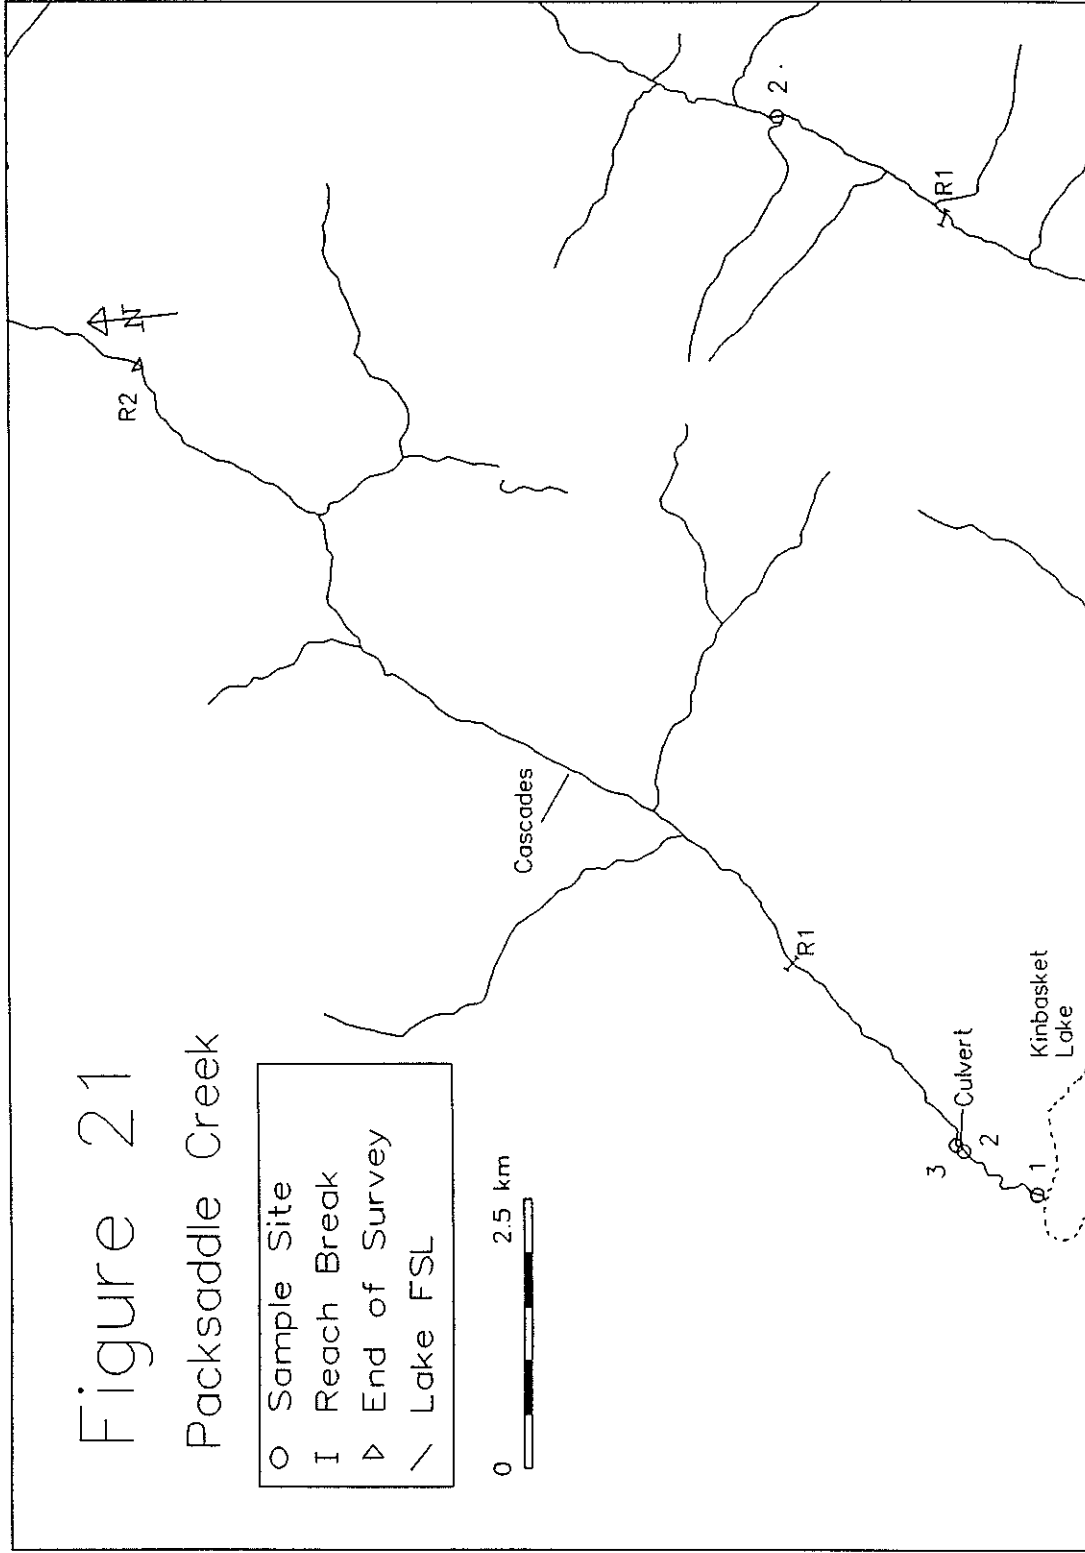 Figure 21
Packsaddle Creek
Sample Site
Reach Break
End of Survey
Lake FSL
0 2.5 km
N
R2
Cascades
R1
Culvert
3
2
1
Kinbasket
Lake
2
R1